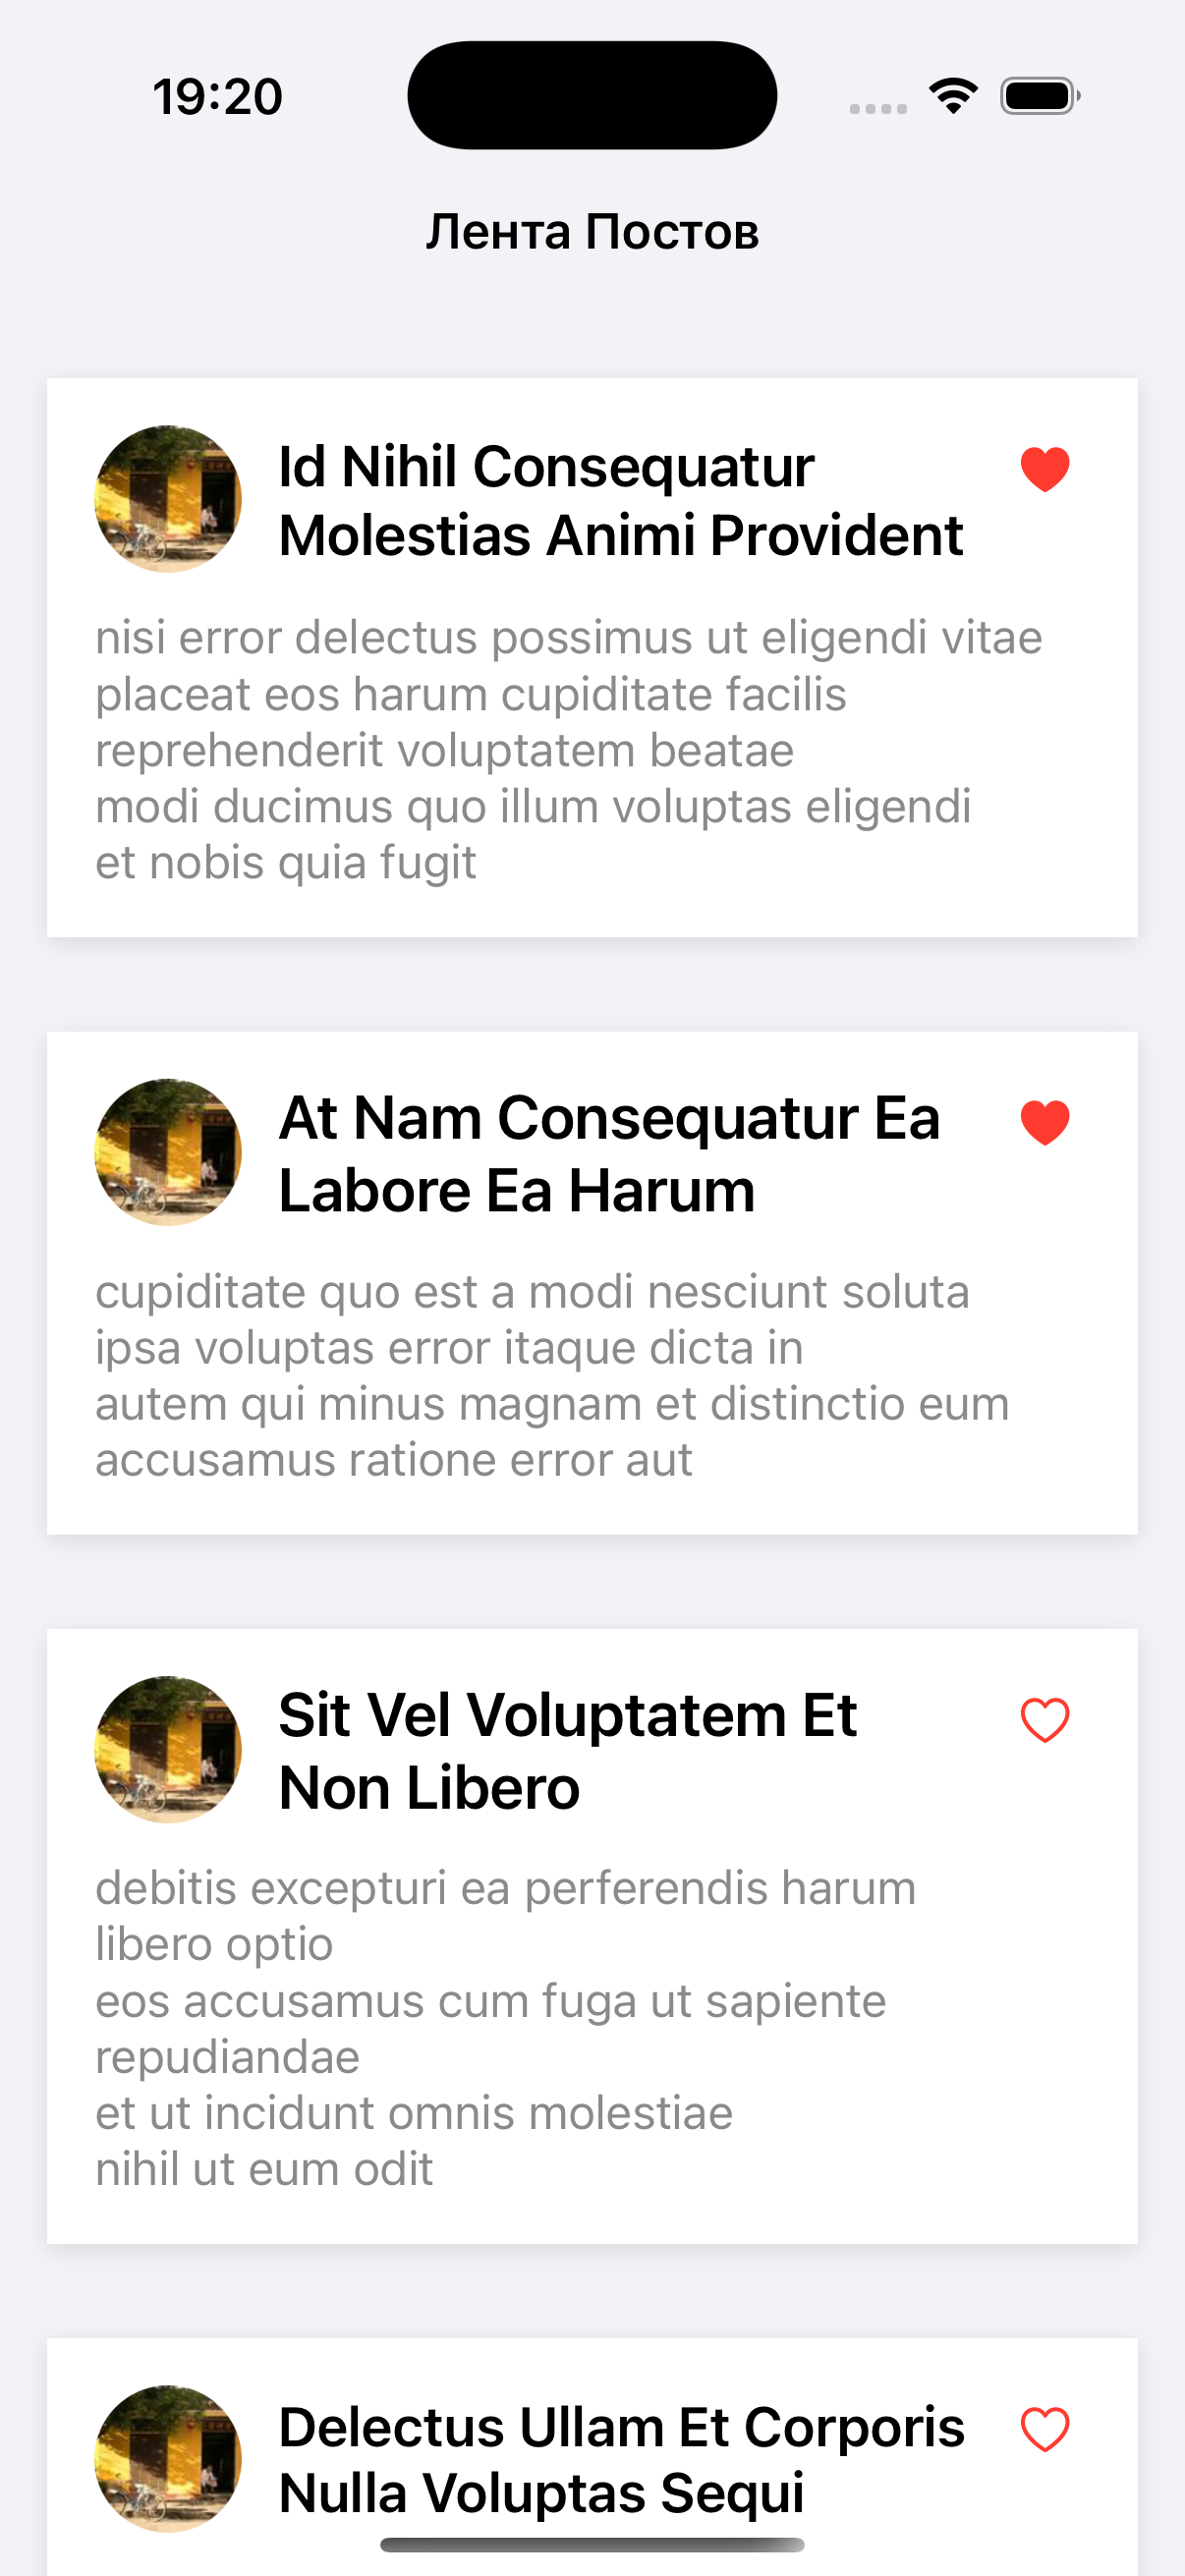 19:20
Лента Постов
Id Nihil Consequatur
Molestias Animi Provident
nisi error delectus possimus ut eligendi vitae
placeat eos harum cupiditate facilis
reprehenderit voluptatem beatae
modi ducimus quo illum voluptas eligendi
et nobis quia fugit
At Nam Consequatur Ea
Labore Ea Harum
cupiditate quo est a modi nesciunt soluta
ipsa voluptas error itaque dicta in
autem qui minus magnam et distinctio eum
accusamus ratione error aut
Sit Vel Voluptatem Et
Non Libero
debitis excepturi ea perferendis harum
libero optio
eos accusamus cum fuga ut sapiente
repudiandae
et ut incidunt omnis molestiae
nihil ut eum odit
Delectus Ullam Et Corporis
Nulla Voluptas Sequi